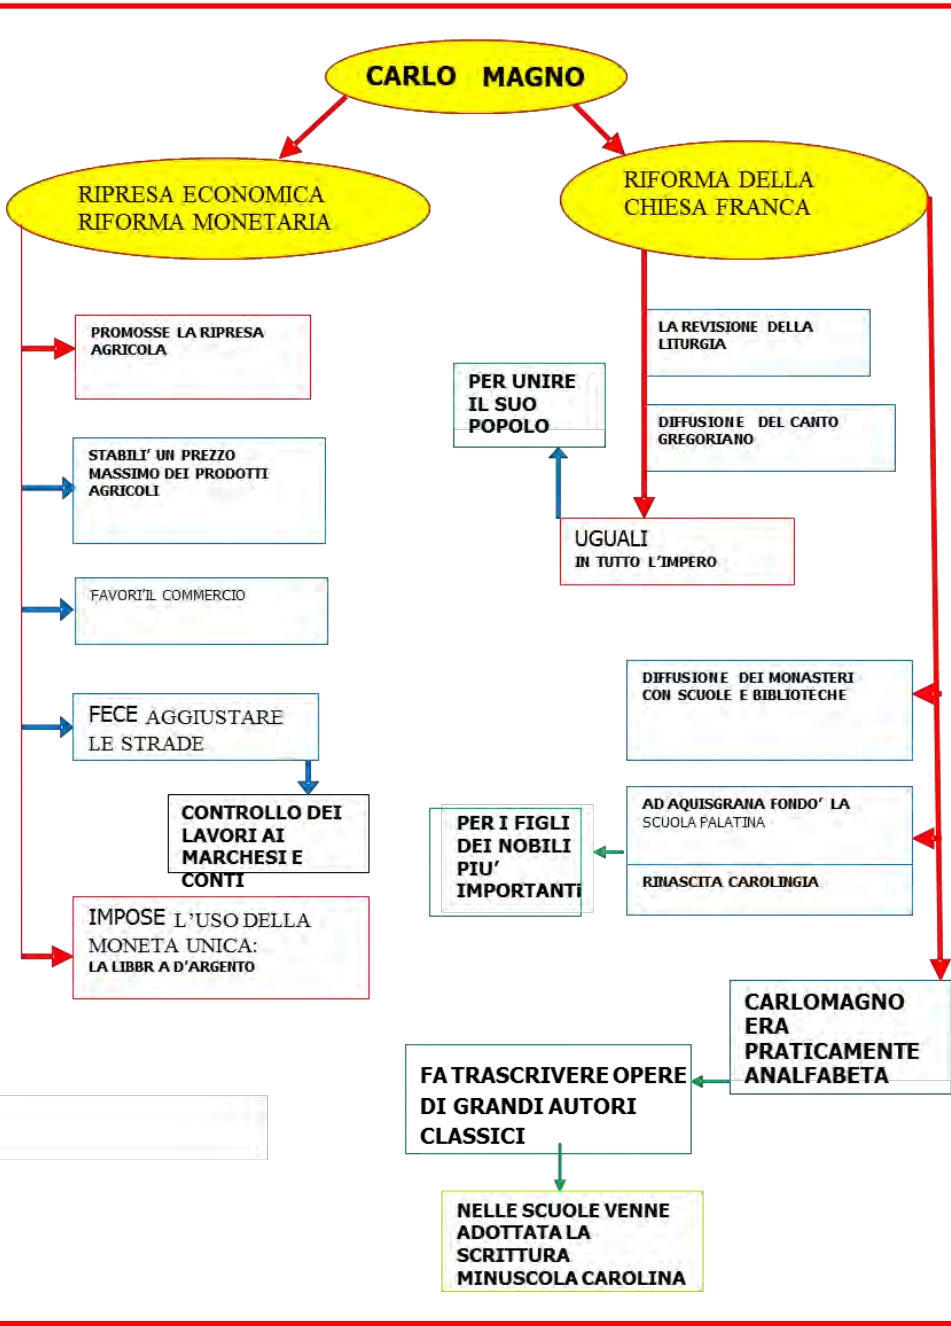 CARLO MAGNO
RIPRESA ECONOMICA
RIFORMA MONETARIA
RIFORMA DELLA
CHIESA FRANCA
PROMOSSE LA RIPRESA
AGRICOLA
STABILI’ UN PREZZO
MASSIMO DEI PRODOTTI
AGRICOLI
FAVORI’IL COMMERCIO
FECE AGGIUSTARE
LE STRADE
CONTROLLO DEI
LAVORI AI
MARCHESI E
CONTI
IMPOSE L’USO DELLA
MONETA UNICA:
LA LIBBR A D’ARGENTO
LA REVISIONE DELLA
LITURGIA
DIFFUSIONE DEL CANTO
GREGORIANO
UGUALI
IN TUTTO L’IMPERO
PER UNIRE
IL SUO
POPOLO
DIFFUSIONE DEI MONASTERI
CON SCUOLE E BIBLIOTECHE
AD AQUISGRANA FONDO’ LA
SCUOLA PALATINA
RINASCITA CAROLINGIA
PER I FIGLI
DEI NOBILI
PIU’
IMPORTANTi
CARLOMAGNO
ERA
PRATICAMENTE
ANALFABETA
FA TRASCRIVERE OPERE
DI GRANDI AUTORI
CLASSICI
NELLE SCUOLE VENNE
ADOTTATA LA
SCRITTURA
MINUSCOLA CAROLINA